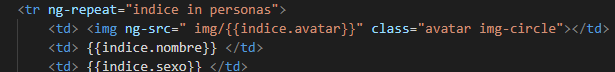 <tr ng-repeat="indice in personas">
<td> <img ng-src=" img/{{indice.avatar}}" class="avatar img-circle"></td>
<td> {{indice.nombre}} </td>
<td> {{indice.sexo}} </td>